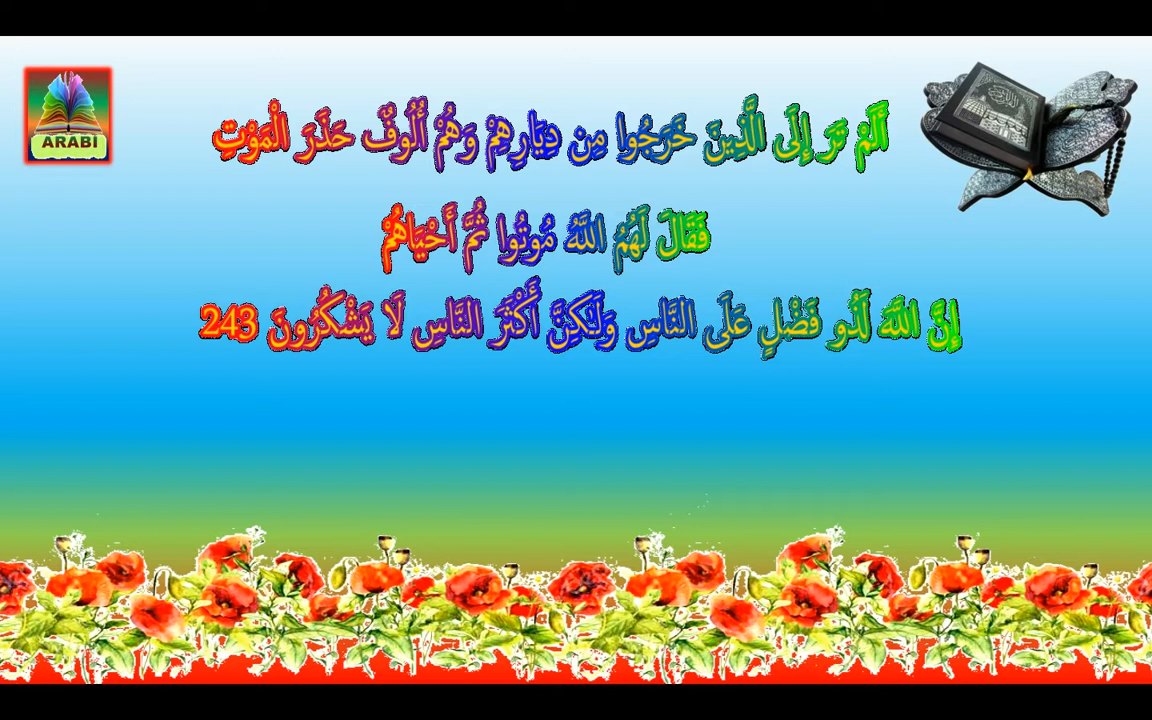 ARABI
أَلَمْ تَرَ إِلَى الَّذِينَ خَرَجُوا مِن دِيَارِهِمْ وَهُمْ أُلُوفٌ حَذَرَ الْمَوْتِ
فَقَالَ لَهُمُ اللَّهُ مُوتُوا ثُمَّ أَحْيَاهُمْ
إِنَّ اللَّهَ لَذُو فَضْلٍ عَلَى النَّاسِ وَلَٰكِنَّ أَكْثَرَ النَّاسِ لَا يَشْكُرُونَ 243